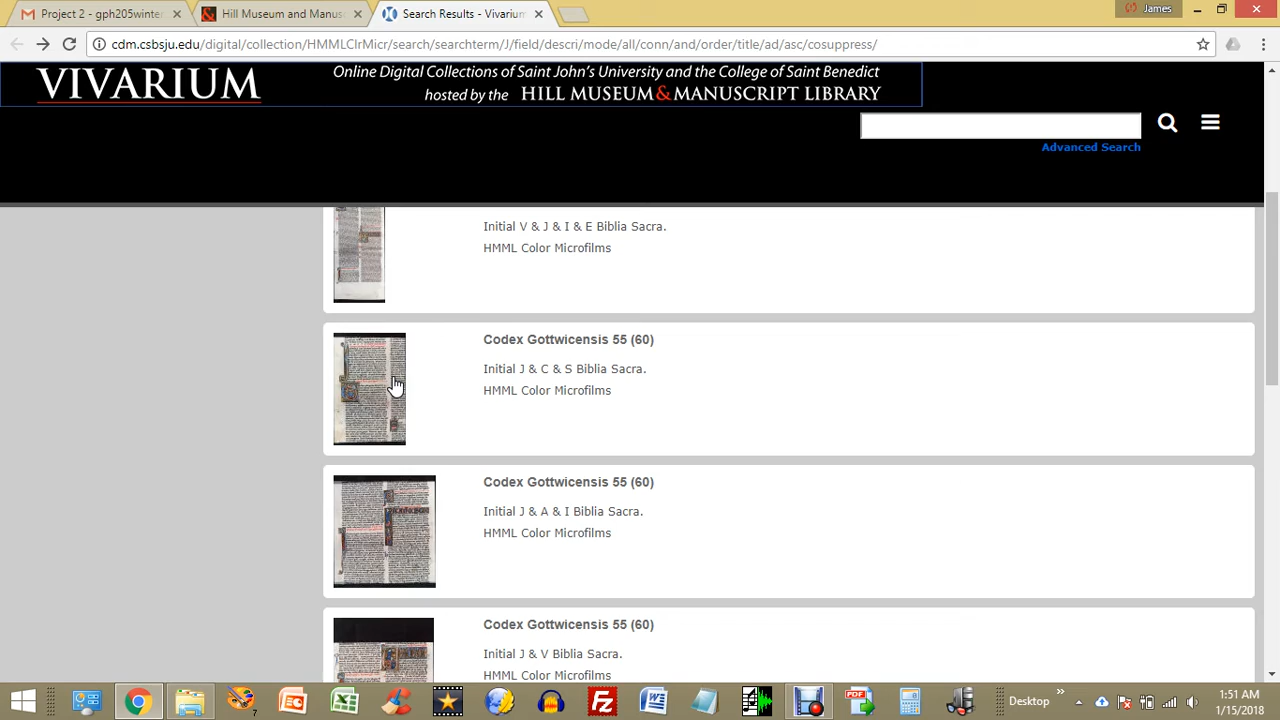 Project 2 - gph205winter
Hill Museum and Manusc
Search Results - Vivarium
James
cdm.csbsju.edu/digital/collection/HMMLClrMicr/search/searchterm/J/field/descri/mode/all/conn/and/order/title/ad/asc/cosuppress/
VIVARIUM
Online Digital Collections of Saint John's University and the College of Saint Benedict
hosted by the HILL MUSEUM & MANUSCRIPT LIBRARY
Advanced Search
Initial V & J & I & E Biblia Sacra.
HMML Color Microfilms
Codex Gottwicensis 55 (60)
Initial J & C & S Biblia Sacra.
HMML Color Microfilms
Codex Gottwicensis 55 (60)
Initial J & A & I Biblia Sacra.
HMML Color Microfilms
Codex Gottwicensis 55 (60)
Initial J & V Biblia Sacra.
HMML Color Microfilms
Desktop
1:51 AM
1/15/2018